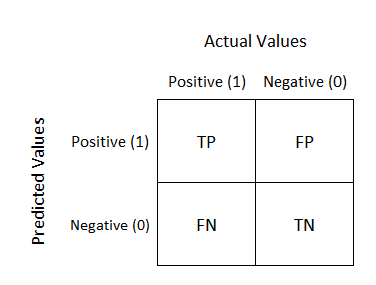 Actual Values
Positive (1) Negative (0)
Predicted Values
Positive (1) TP FP
Negative (0) FN TN